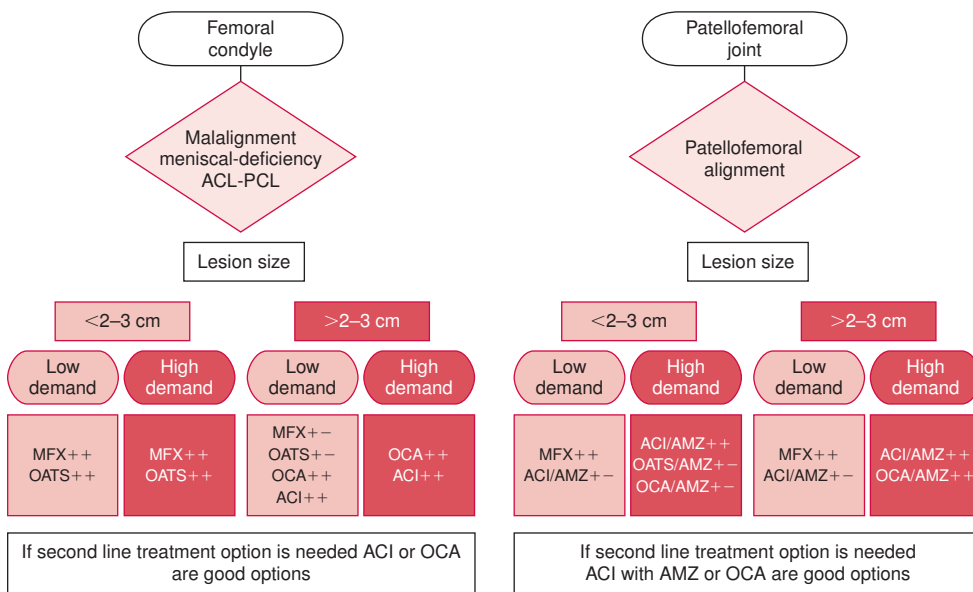 Femoral
condyle
Malalignment
meniscal-deficiency
ACL-PCL
Lesion size
<2–3 cm
>2–3 cm
Low
demand
High
demand
Low
demand
High
demand
MFX++
OATS++
MFX++
OATS++
MFX+−
OATS+−
OCA++
ACI++
OCA++
ACI++
If second line treatment option is needed ACI or OCA
are good options
Patellofemoral
joint
Patellofemoral
alignment
Lesion size
<2–3 cm
>2–3 cm
Low
demand
High
demand
Low
demand
High
demand
MFX++
ACI/AMZ+−
ACI/AMZ++
OATS/AMZ+−
OCA/AMZ+−
MFX++
ACI/AMZ+−
ACI/AMZ++
OCA/AMZ++
If second line treatment option is needed
ACI with AMZ or OCA are good options